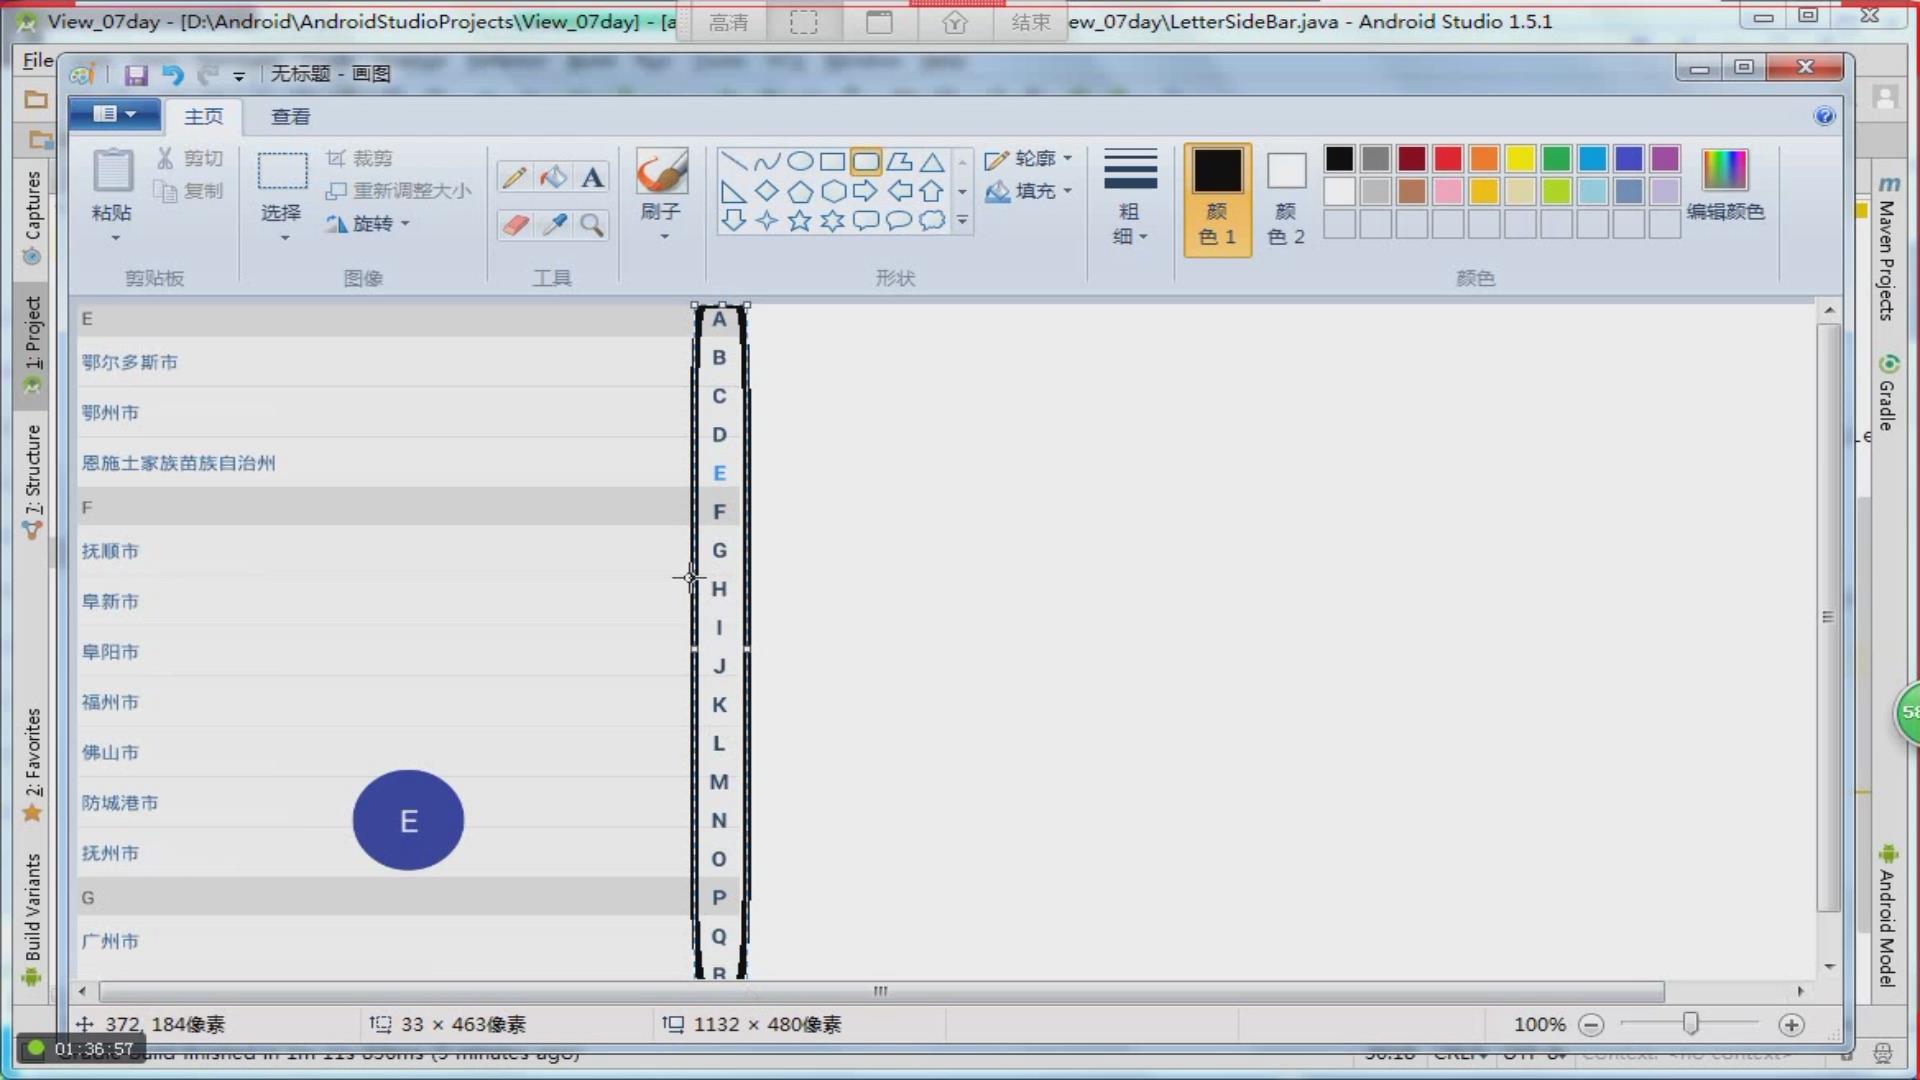 View_07day - [D:\Android\AndroidStudioProjects\View_07day] - [a
高清
结束
ew_07day\LetterSideBar.java - Android Studio 1.5.1
File
无标题 - 画图
主页
查看
粘贴
剪切
复制
剪贴板
选择
裁剪
重新调整大小
旋转
图像
工具
刷子
形状
轮廓
填充
粗
细
颜
色 1
颜
色 2
编辑颜色
颜色
Captures
1: Project
7: Structure
2: Favorites
Build Variants
Maven Projects
Gradle
Android Model
E
鄂尔多斯市
鄂州市
恩施土家族苗族自治州
F
抚顺市
阜新市
阜阳市
福州市
佛山市
防城港市
抚州市
G
广州市
E
A
B
C
D
E
F
G
H
I
J
K
L
M
N
O
P
Q
R
58
372, 184像素
33 × 463像素
1132 × 480像素
100%
01:36:57